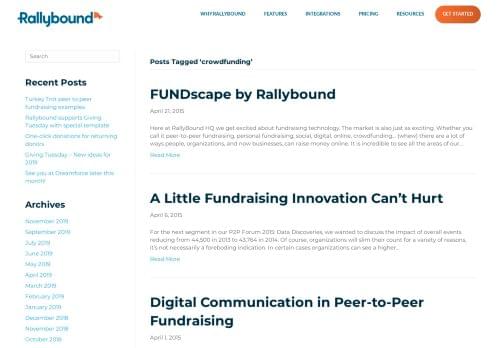 Rallybound
WHY RALLYBOUND
FEATURES
INTEGRATIONS
PRICING
RESOURCES
GET STARTED
Search
Recent Posts
Turkey Trot peer to peer
fundraising examples
Rallybound supports Giving
Tuesday with special template
One-click donations for returning
donors
Giving Tuesday – New ideas for
2019
See you at Dreamforce later this
month!
Archives
November 2019
September 2019
July 2019
June 2019
May 2019
April 2019
March 2019
February 2019
January 2019
December 2018
November 2018
October 2018
Posts Tagged ‘crowdfunding’
FUNDscape by Rallybound
April 21, 2015
Here at RallyBound HQ we get excited about fundraising technology. The market is also just as exciting. Whether you
call it peer-to-peer fundraising, personal fundraising, social, digital, online, crowdfunding… (whew) there are a lot of
ways people, organizations, and now businesses, can raise money online. It is incredible to see all the areas of our…
Read More
A Little Fundraising Innovation Can’t Hurt
April 6, 2015
For the next segment in our P2P Forum 2015: Data Discoveries, we wanted to discuss the impact of overall events
reducing from 44,500 in 2013 to 43,764 in 2014. Of course, organizations will slim their count for a variety of reasons,
it’s not necessarily a foreboding indication. In certain cases organizations can see a higher…
Read More
Digital Communication in Peer-to-Peer
Fundraising
April 1, 2015